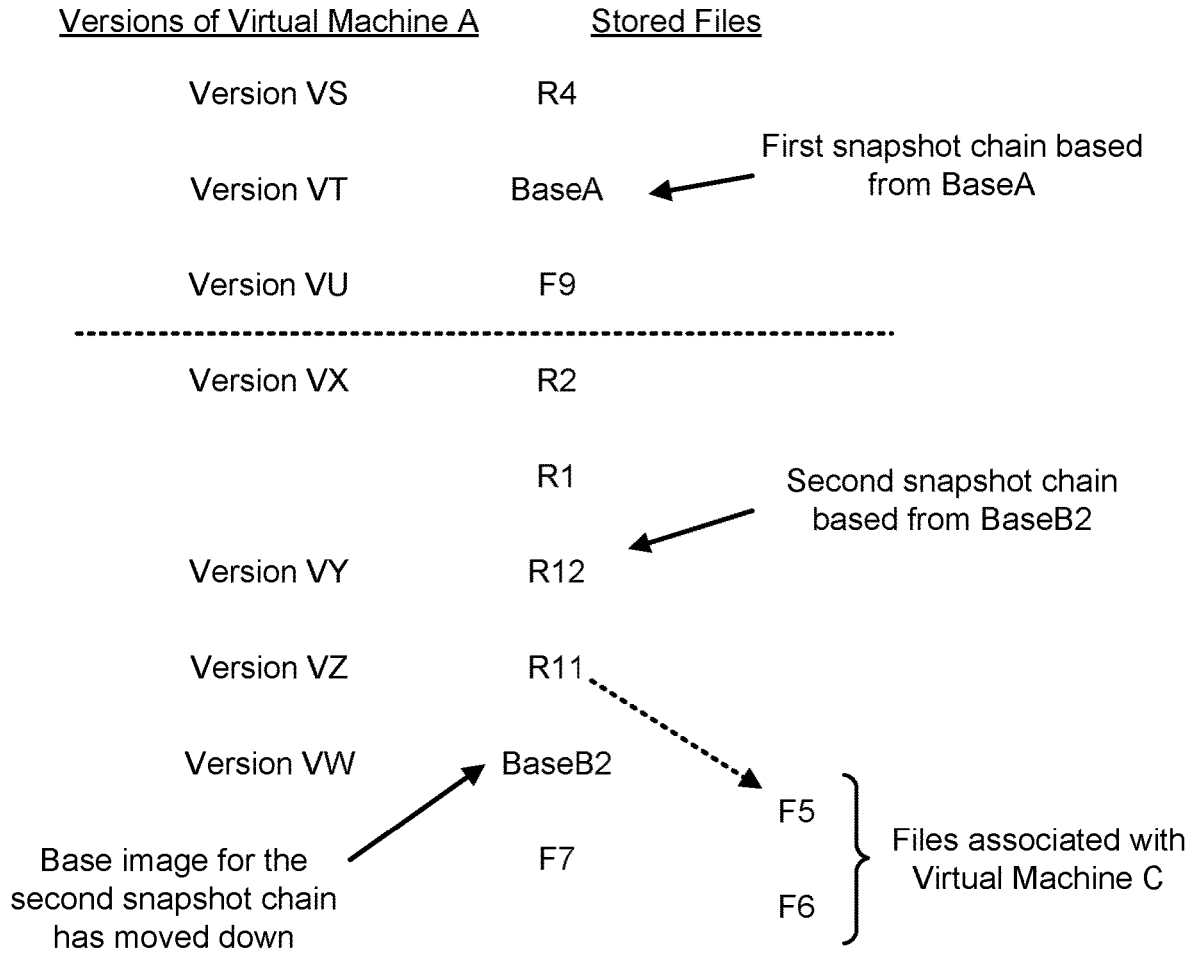 Versions of Virtual Machine A
Stored Files
Version VS
R4
First snapshot chain based
from BaseA
Version VT
BaseA
Version VU
F9
Version VX
R2
R1
Second snapshot chain
based from BaseB2
Version VY
R12
Version VZ
R11
Version VW
BaseB2
F5
Files associated with
Virtual Machine C
F7
F6
Base image for the
second snapshot chain
has moved down